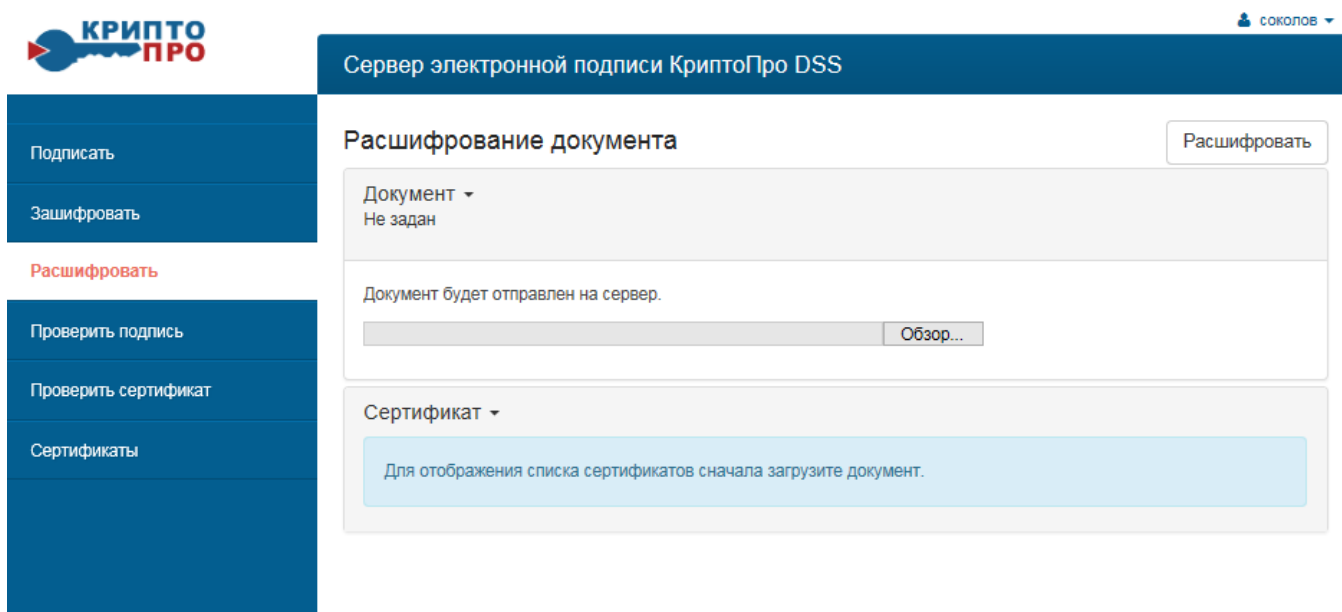 КРИПТО
ПРО
соколов
Сервер электронной подписи КриптоПро DSS
Подписать
Зашифровать
Расшифровать
Проверить подпись
Проверить сертификат
Сертификаты
Расшифрование документа
Расшифровать
Документ
Не задан
Документ будет отправлен на сервер.
Обзор...
Сертификат
Для отображения списка сертификатов сначала загрузите документ.